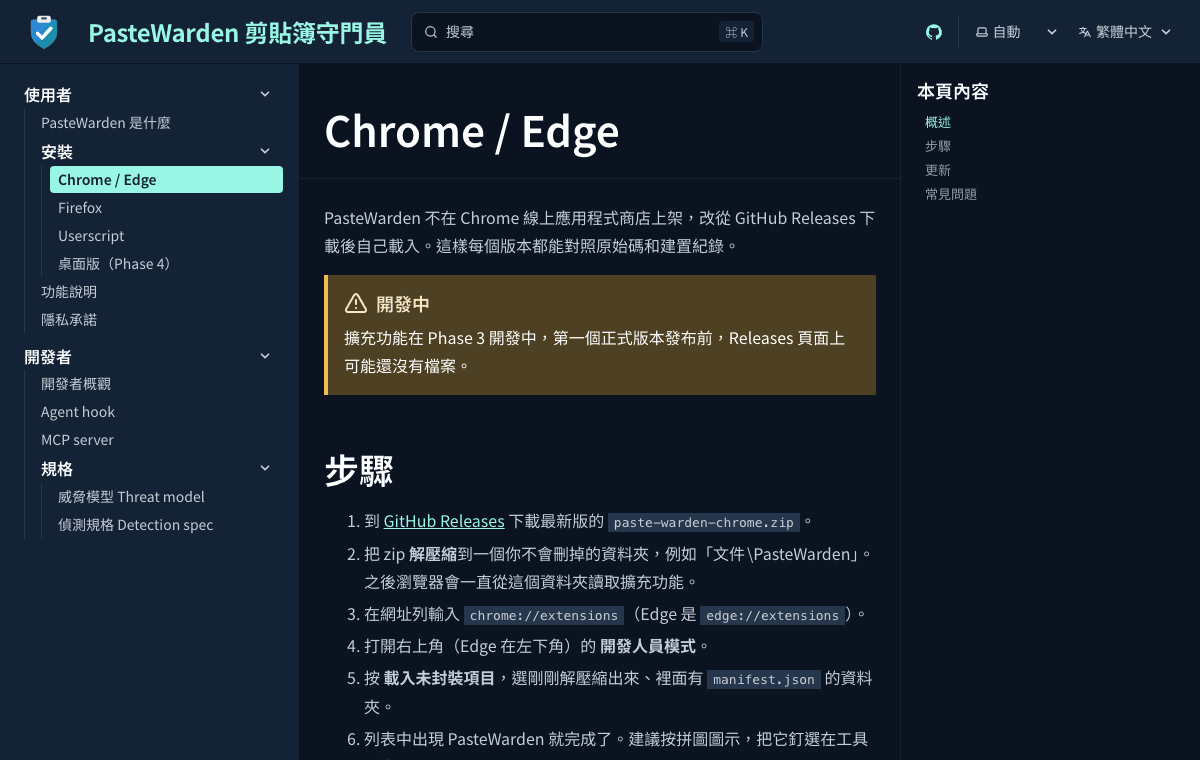 PasteWarden 剪貼簿守門員
搜尋
⌘ K
自動
繁體中文
使用者
PasteWarden 是什麼
安裝
Chrome / Edge
Firefox
Userscript
桌面版（Phase 4）
功能說明
隱私承諾
開發者
開發者概觀
Agent hook
MCP server
規格
威脅模型 Threat model
偵測規格 Detection spec
Chrome / Edge
PasteWarden 不在 Chrome 線上應用程式商店上架，改從 GitHub Releases 下
載後自己載入。這樣每個版本都能對照原始碼和建置紀錄。
開發中
擴充功能在 Phase 3 開發中，第一個正式版本發布前，Releases 頁面上
可能還沒有檔案。
步驟
1. 到 GitHub Releases 下載最新版的 paste-warden-chrome.zip 。
2. 把 zip 解壓縮到一個你不會刪掉的資料夾，例如「文件\PasteWarden」。
之後瀏覽器會一直從這個資料夾讀取擴充功能。
3. 在網址列輸入 chrome://extensions （Edge 是 edge://extensions ）。
4. 打開右上角（Edge 在左下角）的 開發人員模式。
5. 按 載入未封裝項目，選剛剛解壓縮出來、裡面有 manifest.json 的資料
夾。
6. 列表中出現 PasteWarden 就完成了。建議按拼圖圖示，把它釘選在工具
本頁內容
概述
步驟
更新
常見問題